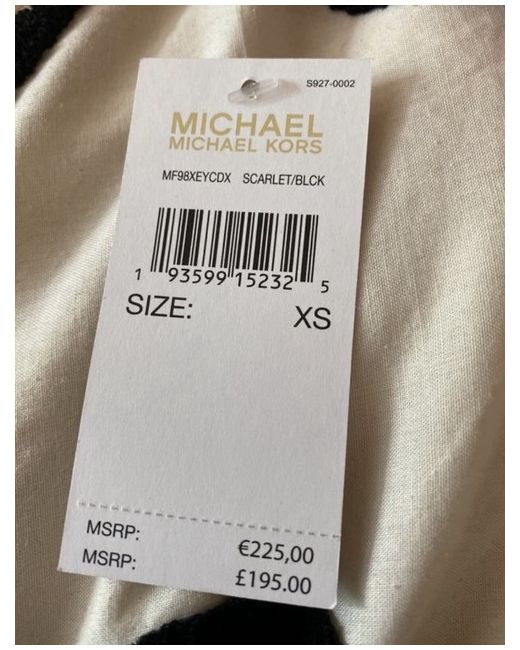 S927-0002
MICHAEL
MICHAEL KORS
MF98XEYCDX SCARLET/BLCK
1 93599 15232 5
SIZE: XS
MSRP: €225,00
MSRP: £195.00